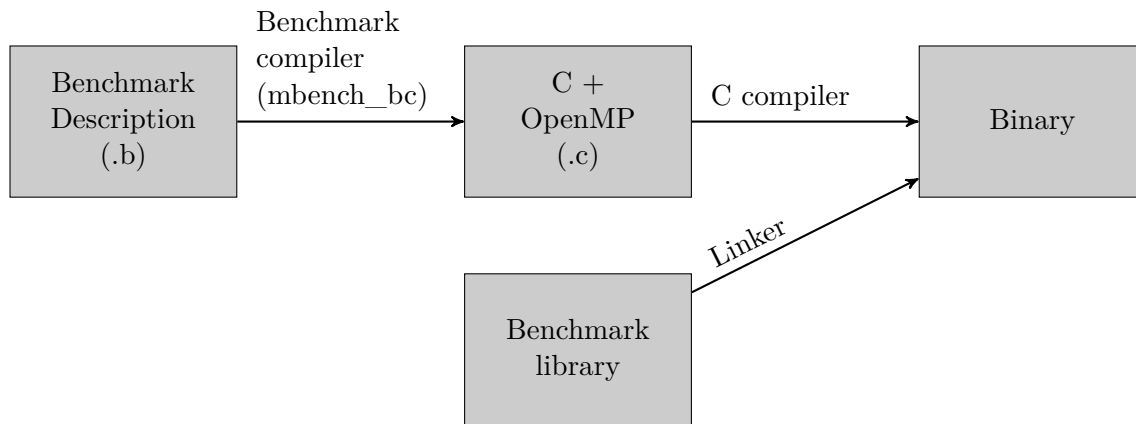 Benchmark
Description
(.b)
Benchmark
compiler
(mbench_bc)
C +
OpenMP
(.c)
C compiler
Binary
Linker
Benchmark
library